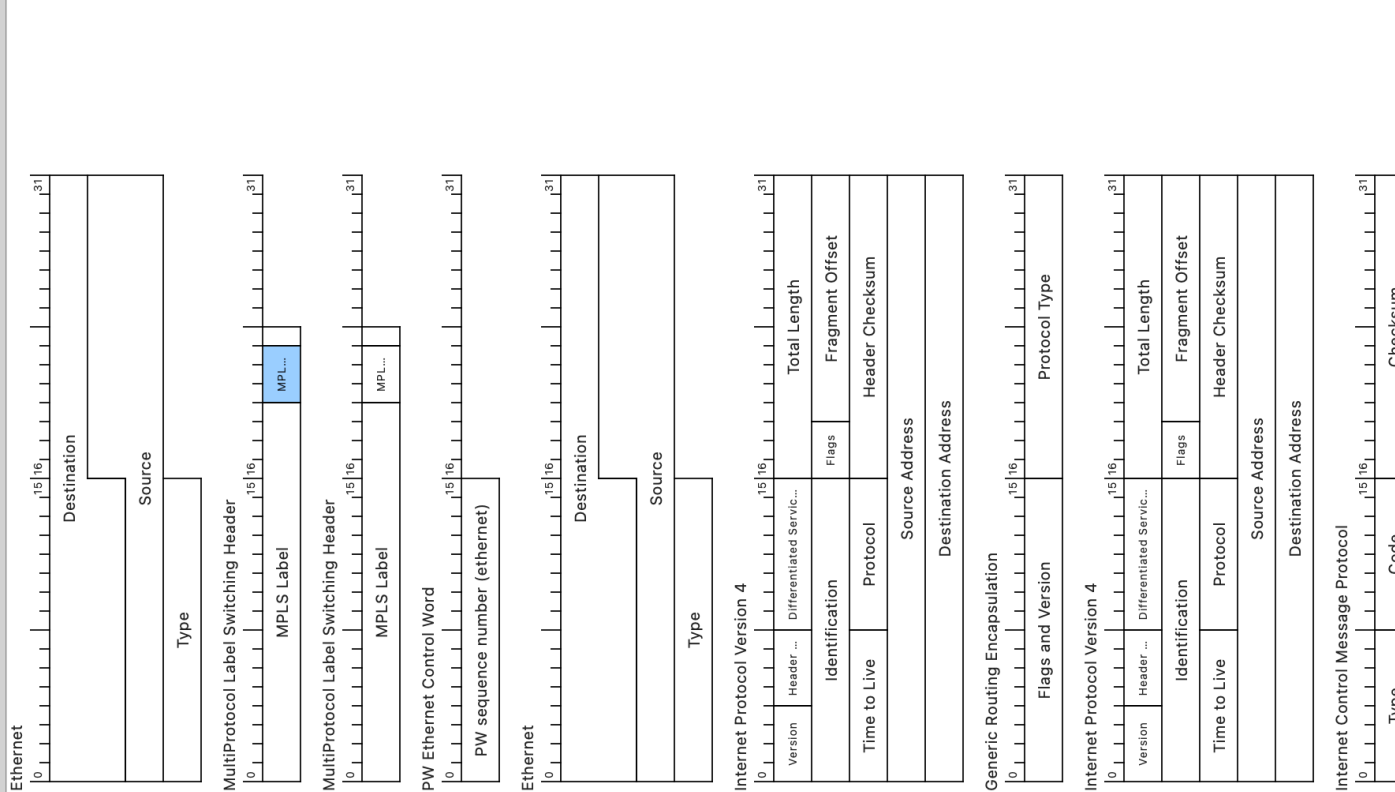 Ethernet
0 15 16 31
Destination
Source
Type
MultiProtocol Label Switching Header
0 15 16 31
MPLS Label MPL...
MultiProtocol Label Switching Header
0 15 16 31
MPLS Label MPL...
PW Ethernet Control Word
0 15 16 31
PW sequence number (ethernet)
Ethernet
0 15 16 31
Destination
Source
Type
Internet Protocol Version 4
0 15 16 31
Version Header ... Differentiated Servic... Total Length
Identification Flags Fragment Offset
Time to Live Protocol Header Checksum
Source Address
Destination Address
Generic Routing Encapsulation
0 15 16 31
Flags and Version Protocol Type
Internet Protocol Version 4
0 15 16 31
Version Header ... Differentiated Servic... Total Length
Identification Flags Fragment Offset
Time to Live Protocol Header Checksum
Source Address
Destination Address
Internet Control Message Protocol
0 15 16 31
Type Code Checksum